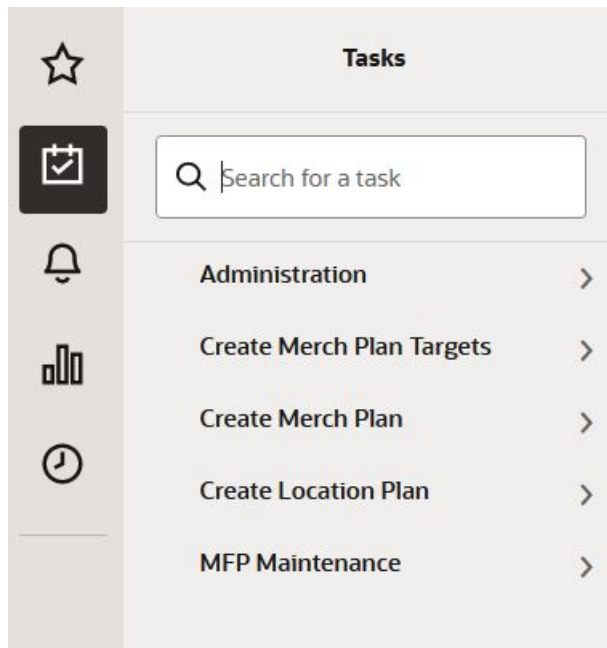 Tasks
Search for a task
Administration
Create Merch Plan Targets
Create Merch Plan
Create Location Plan
MFP Maintenance